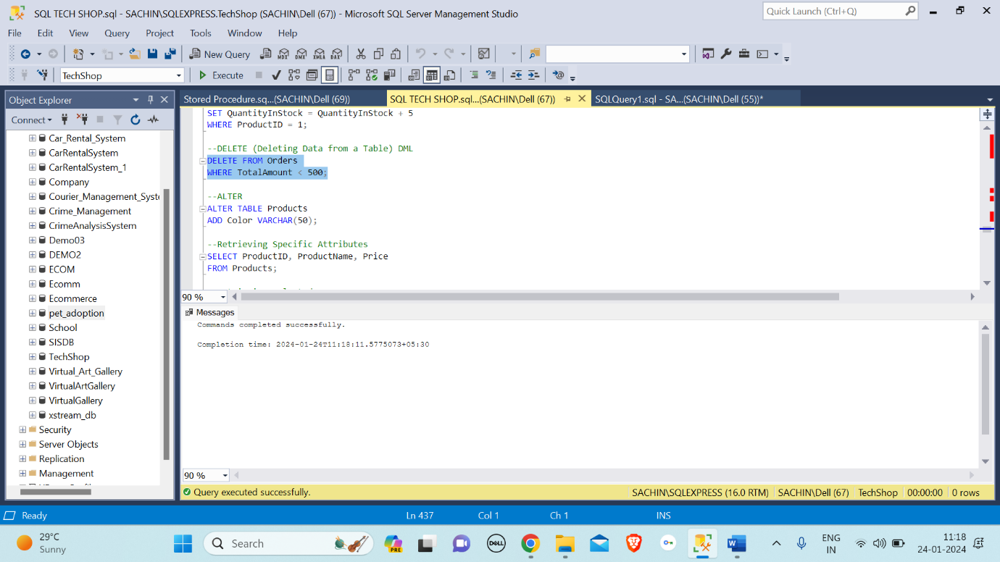 SQL TECH SHOP.sql - SACHIN\SQLEXPRESS.TechShop (SACHIN\Dell (67)) - Microsoft SQL Server Management Studio
Quick Launch (Ctrl+Q)
File Edit View Query Project Tools Window Help
New Query
MDX DMX XMLA DAX
TechShop
Execute
Object Explorer
Connect
Car_Rental_System
CarRentalSystem
CarRentalSystem_1
Company
Courier_Management_Syste
Crime_Management
CrimeAnalysisSystem
Demo03
DEMO2
ECOM
Ecomm
Ecommerce
pet_adoption
School
SISDB
TechShop
Virtual_Art_Gallery
VirtualArtGallery
VirtualGallery
xstream_db
Security
Server Objects
Replication
Management
Stored Procedure.sq...(SACHIN\Dell (69))
SQL TECH SHOP.sql...(SACHIN\Dell (67))
SQLQuery1.sql - SA...(SACHIN\Dell (55))*
SET QuantityInStock = QuantityInStock + 5
WHERE ProductID = 1;
--DELETE (Deleting Data from a Table) DML
DELETE FROM Orders
WHERE TotalAmount < 500;
--ALTER
ALTER TABLE Products
ADD Color VARCHAR(50);
--Retrieving Specific Attributes
SELECT ProductID, ProductName, Price
FROM Products;
90 %
Messages
Commands completed successfully.
Completion time: 2024-01-24T11:18:11.5775073+05:30
90 %
Query executed successfully.
SACHIN\SQLEXPRESS (16.0 RTM) SACHIN\Dell (67) TechShop 00:00:00 0 rows
Ready
Ln 437
Col 1
Ch 1
INS
29°C
Sunny
Search
PRE
DELL
ENG
IN
11:18
24-01-2024